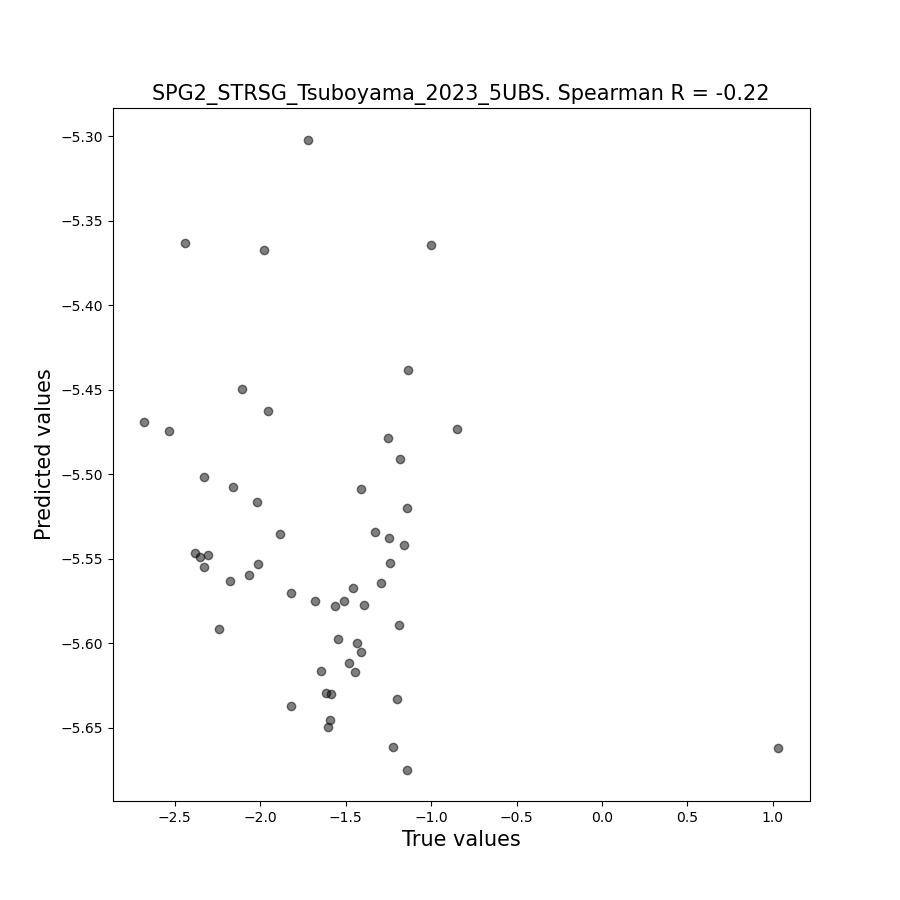 SPG2_STRSG_Tsuboyama_2023_5UBS. Spearman R = -0.22
−5.30
−5.35
−5.40
−5.45
−5.50
−5.55
−5.60
−5.65
Predicted values
−2.5 −2.0 −1.5 −1.0 −0.5 0.0 0.5 1.0
True values